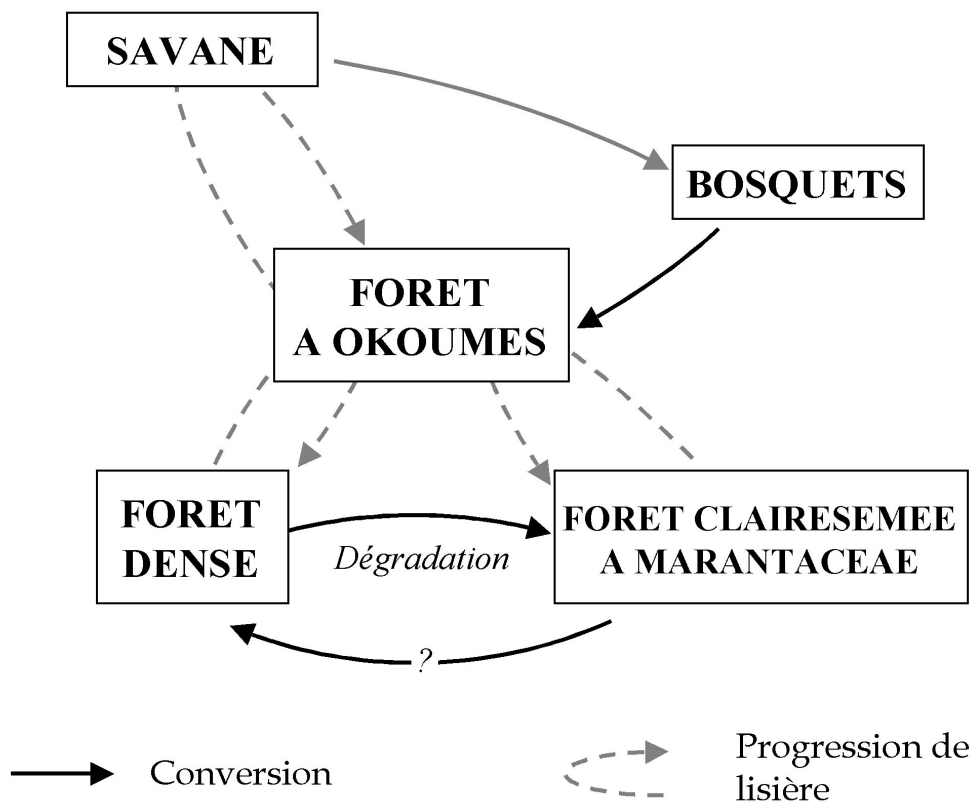 SAVANE
BOSQUETS
FORET
A OKOUMES
FORET
DENSE
Dégradation
FORET CLAIRESEMEE
A MARANTACEAE
?
Conversion
Progression de
lisière